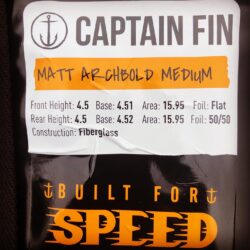 CAPTAIN FIN
MATT ARCHBOLD MEDIUM
Front Height: 4.5 Base: 4.51 Area: 15.95 Foil: Flat
Rear Height: 4.5 Base: 4.52 Area: 15.95 Foil: 50/50
Construction: Fiberglass
BUILT FOR
SPEED